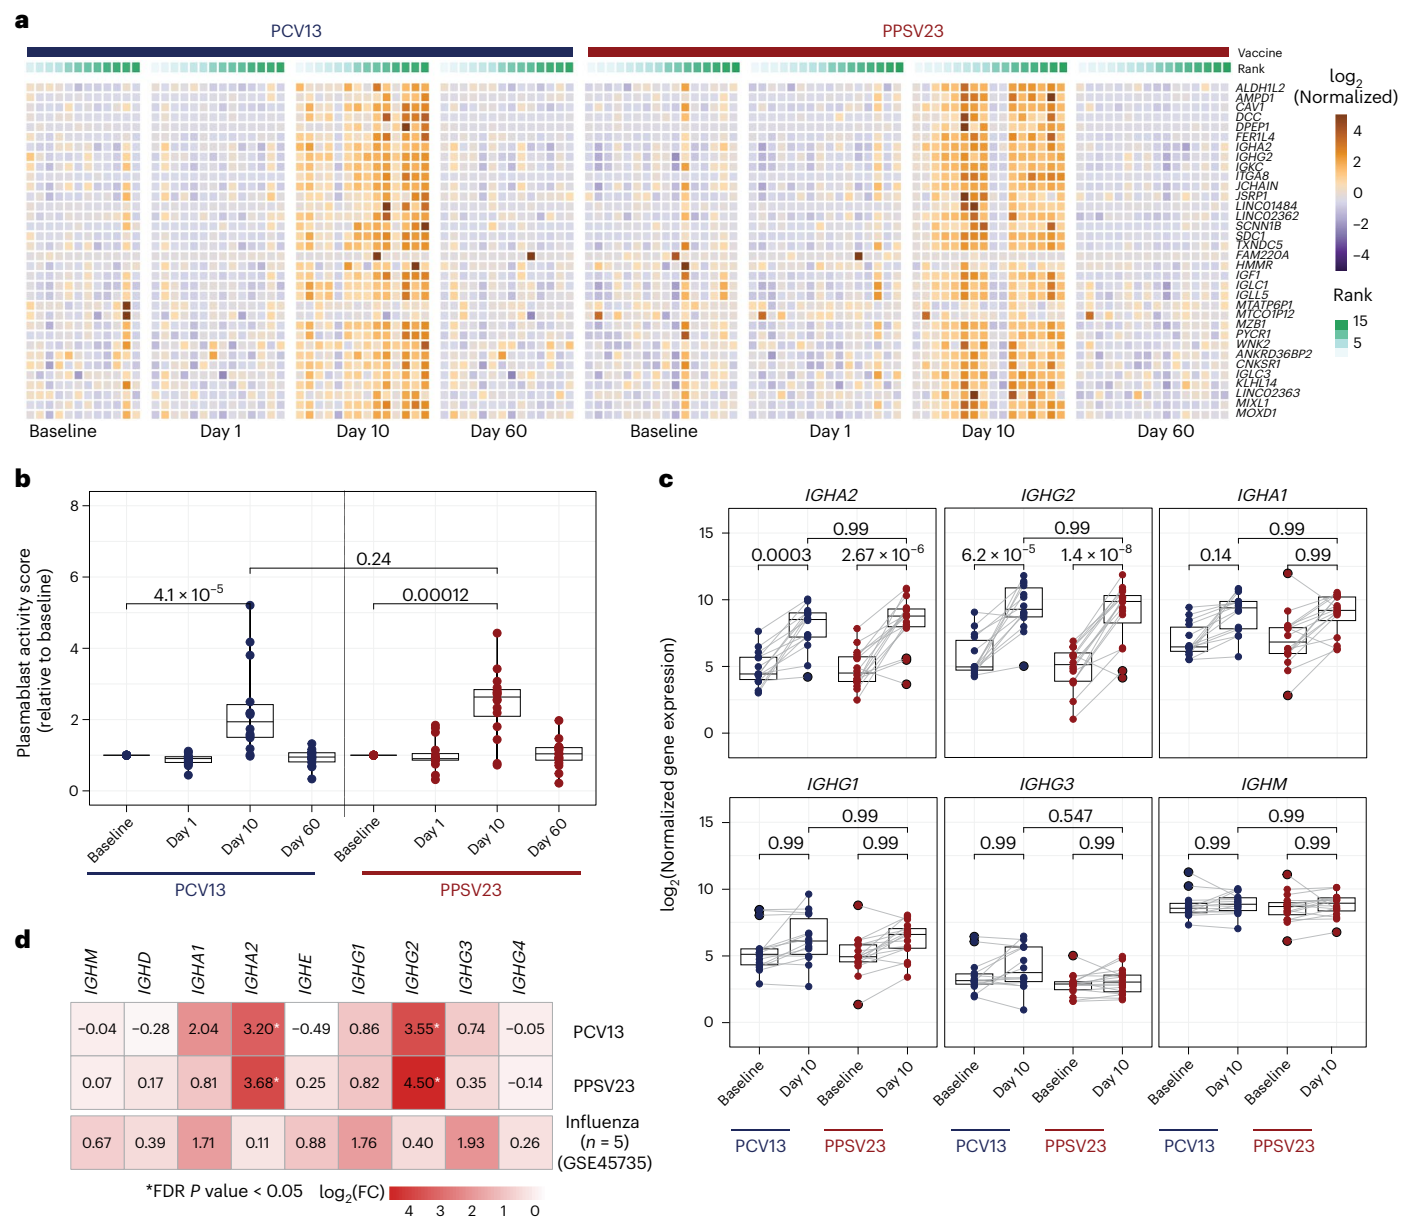 a
PCV13
PPSV23
Vaccine
Rank
ALDH1L2
AMPD1
CAV1
DCC
DPEP1
FER1L4
IGHA2
IGHG2
IGKC
ITGA8
JCHAIN
JSRP1
LINC01484
LINC02362
SCNN1B
SDC1
TXNDC5
FAM220A
HMMR
IGF1
IGLC1
IGLL5
MTATP6P1
MTCO1P12
MZB1
PYCR1
WNK2
ANKRD36BP2
CNKSR1
IGLC3
KLHL14
LINC02363
MIXL1
MOXD1
log2
(Normalized)
4
2
0
−2
−4
Rank
15
5
Baseline Day 1 Day 10 Day 60 Baseline Day 1 Day 10 Day 60
b
Plasmablast activity score
(relative to baseline)
8
6
4
2
0
0.24
4.1 × 10−5
0.00012
Baseline Day 1 Day 10 Day 60 Baseline Day 1 Day 10 Day 60
PCV13 PPSV23
c
log2(Normalized gene expression)
IGHA2 IGHG2 IGHA1
15
10
5
0
0.99 0.99 0.99
0.0003 2.67 × 10−6 6.2 × 10−5 1.4 × 10−8 0.14 0.99
IGHG1 IGHG3 IGHM
15
10
5
0
0.99 0.547 0.99
0.99 0.99 0.99 0.99 0.99 0.99
Baseline Day 10 Baseline Day 10 Baseline Day 10 Baseline Day 10 Baseline Day 10 Baseline Day 10
PCV13 PPSV23 PCV13 PPSV23 PCV13 PPSV23
d
IGHM IGHD IGHA1 IGHA2 IGHE IGHG1 IGHG2 IGHG3 IGHG4
−0.04 −0.28 2.04 3.20* −0.49 0.86 3.55* 0.74 −0.05 PCV13
0.07 0.17 0.81 3.68* 0.25 0.82 4.50* 0.35 −0.14 PPSV23
0.67 0.39 1.71 0.11 0.88 1.76 0.40 1.93 0.26 Influenza
(n = 5)
(GSE45735)
*FDR P value < 0.05 log2(FC)
4 3 2 1 0